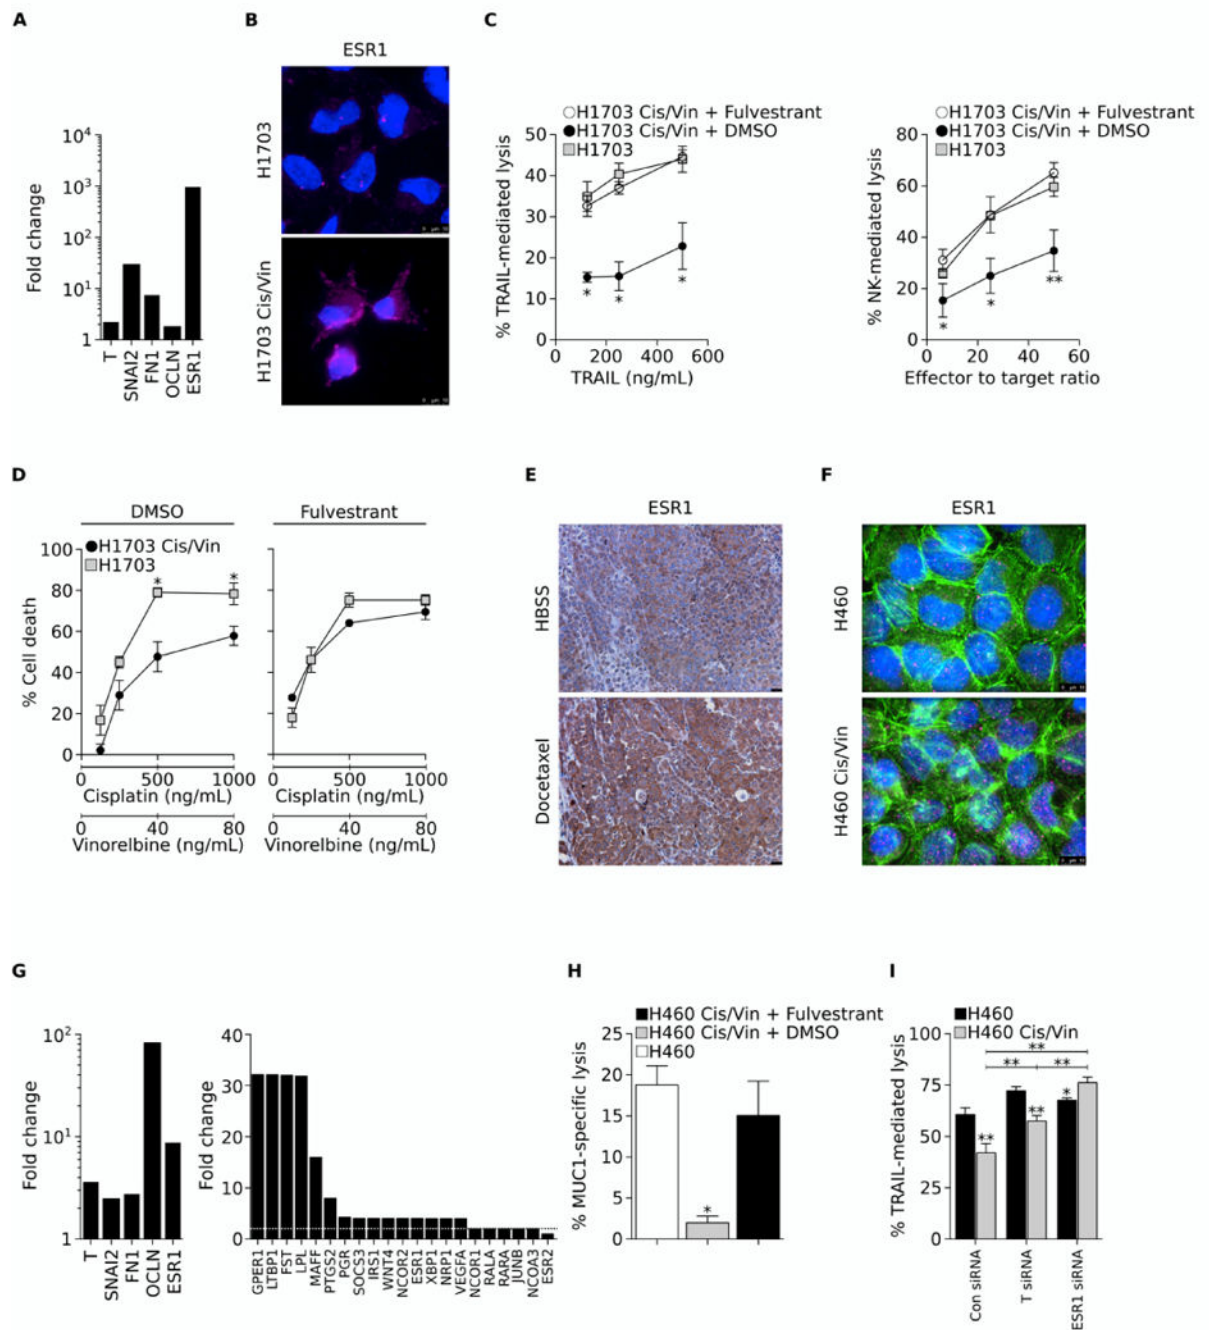 A
Fold change
10^4
10^3
10^2
10^1
1
T
SNAI2
FN1
OCLN
ESR1
B
ESR1
H1703
H1703 Cis/Vin
C
H1703 Cis/Vin + Fulvestrant
H1703 Cis/Vin + DMSO
H1703
% TRAIL-mediated lysis
50
40
30
20
10
0
* * *
0 200 400 600
TRAIL (ng/mL)
H1703 Cis/Vin + Fulvestrant
H1703 Cis/Vin + DMSO
H1703
% NK-mediated lysis
80
60
40
20
0
* * **
0 20 40 60
Effector to target ratio
D
DMSO
Fulvestrant
H1703 Cis/Vin
H1703
% Cell death
100
80
60
40
20
0
* *
0 500 1000
Cisplatin (ng/mL)
0 40 80
Vinorelbine (ng/mL)
0 500 1000
Cisplatin (ng/mL)
0 40 80
Vinorelbine (ng/mL)
E
ESR1
HBSS
Docetaxel
F
ESR1
H460
H460 Cis/Vin
G
Fold change
10^2
10^1
1
T
SNAI2
FN1
OCLN
ESR1
Fold change
40
30
20
10
0
GPER1
LTBP1
FST
LPL
MAFF
PTGS2
PGR
SOCS3
IRS1
WNT4
NCOR2
ESR1
XBP1
NRP1
VEGFA
NCOR1
RALA
RARA
JUNB
NCOA3
ESR2
H
H460 Cis/Vin + Fulvestrant
H460 Cis/Vin + DMSO
H460
% MUC1-specific lysis
25
20
15
10
5
0
*
I
H460
H460 Cis/Vin
% TRAIL-mediated lysis
100
75
50
25
0
**
** **
** ** *
Con siRNA
T siRNA
ESR1 siRNA